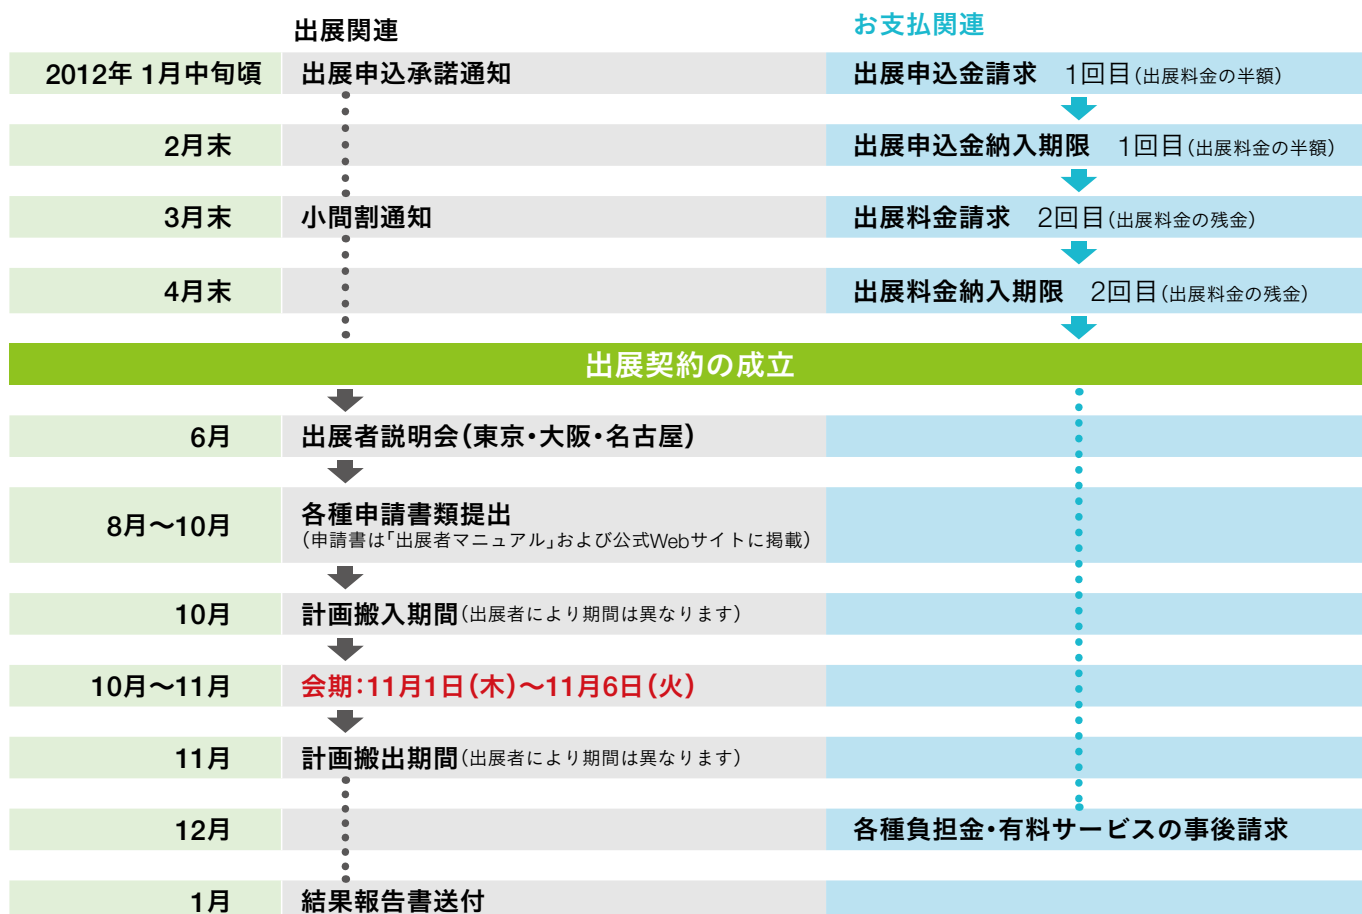 出展関連 お支払関連
2012年 1月中旬頃 出展申込承諾通知 出展申込金請求 1回目(出展料金の半額)
2月末 出展申込金納入期限 1回目(出展料金の半額)
3月末 小間割通知 出展料金請求 2回目(出展料金の残金)
4月末 出展料金納入期限 2回目(出展料金の残金)
出展契約の成立
6月 出展者説明会(東京・大阪・名古屋)
8月〜10月 各種申請書類提出
(申請書は「出展者マニュアル」および公式Webサイトに掲載)
10月 計画搬入期間(出展者により期間は異なります)
10月〜11月 会期:11月1日(木)〜11月6日(火)
11月 計画搬出期間(出展者により期間は異なります)
12月 各種負担金・有料サービスの事後請求
1月 結果報告書送付